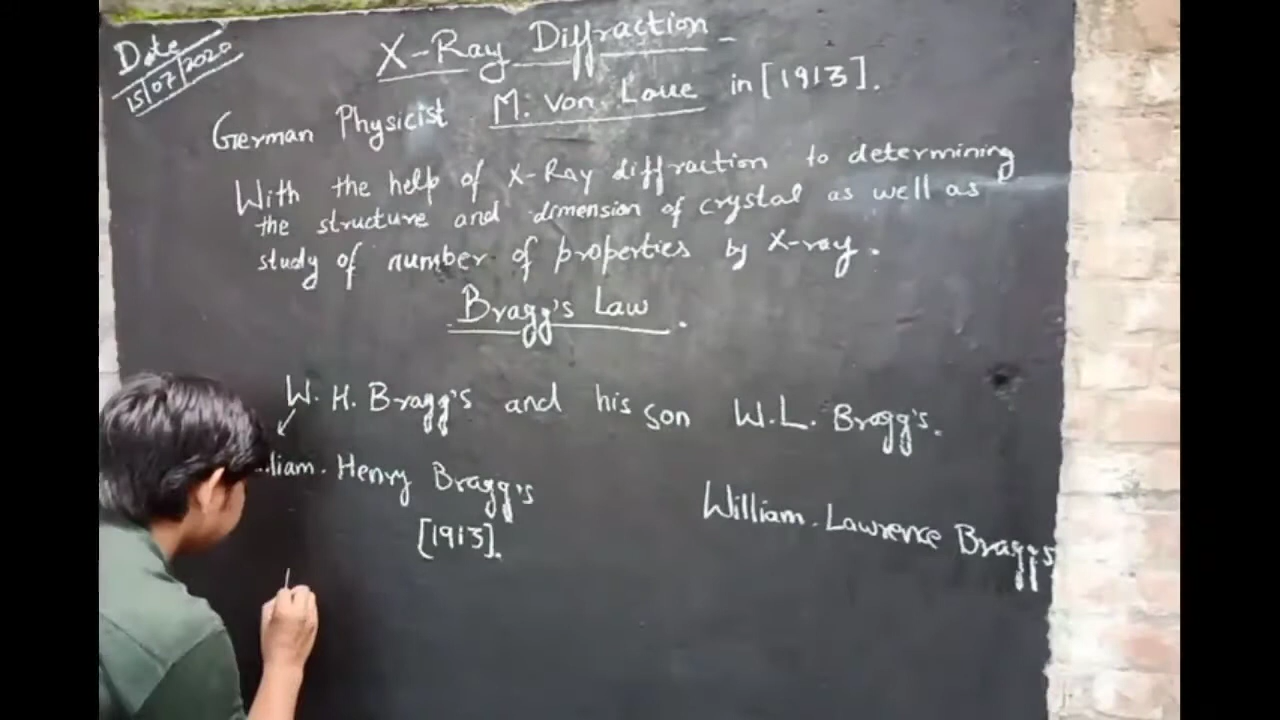 Date
15/07/2020
X-Ray Diffraction
German Physicist M. Von Laue in [1913].
With the help of X-Ray diffraction to determining
the structure and dimension of crystal as well as
study of number of properties by X-ray.
Bragg's Law
W. H. Bragg's and his son W.L. Bragg's.
liam. Henry Bragg's
[1913].
William. Lawrence Bragg's